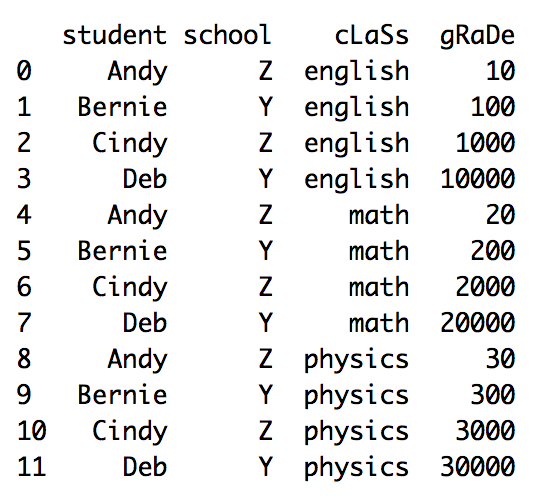 student school cLaSs gRaDe
0 Andy Z english 10
1 Bernie Y english 100
2 Cindy Z english 1000
3 Deb Y english 10000
4 Andy Z math 20
5 Bernie Y math 200
6 Cindy Z math 2000
7 Deb Y math 20000
8 Andy Z physics 30
9 Bernie Y physics 300
10 Cindy Z physics 3000
11 Deb Y physics 30000